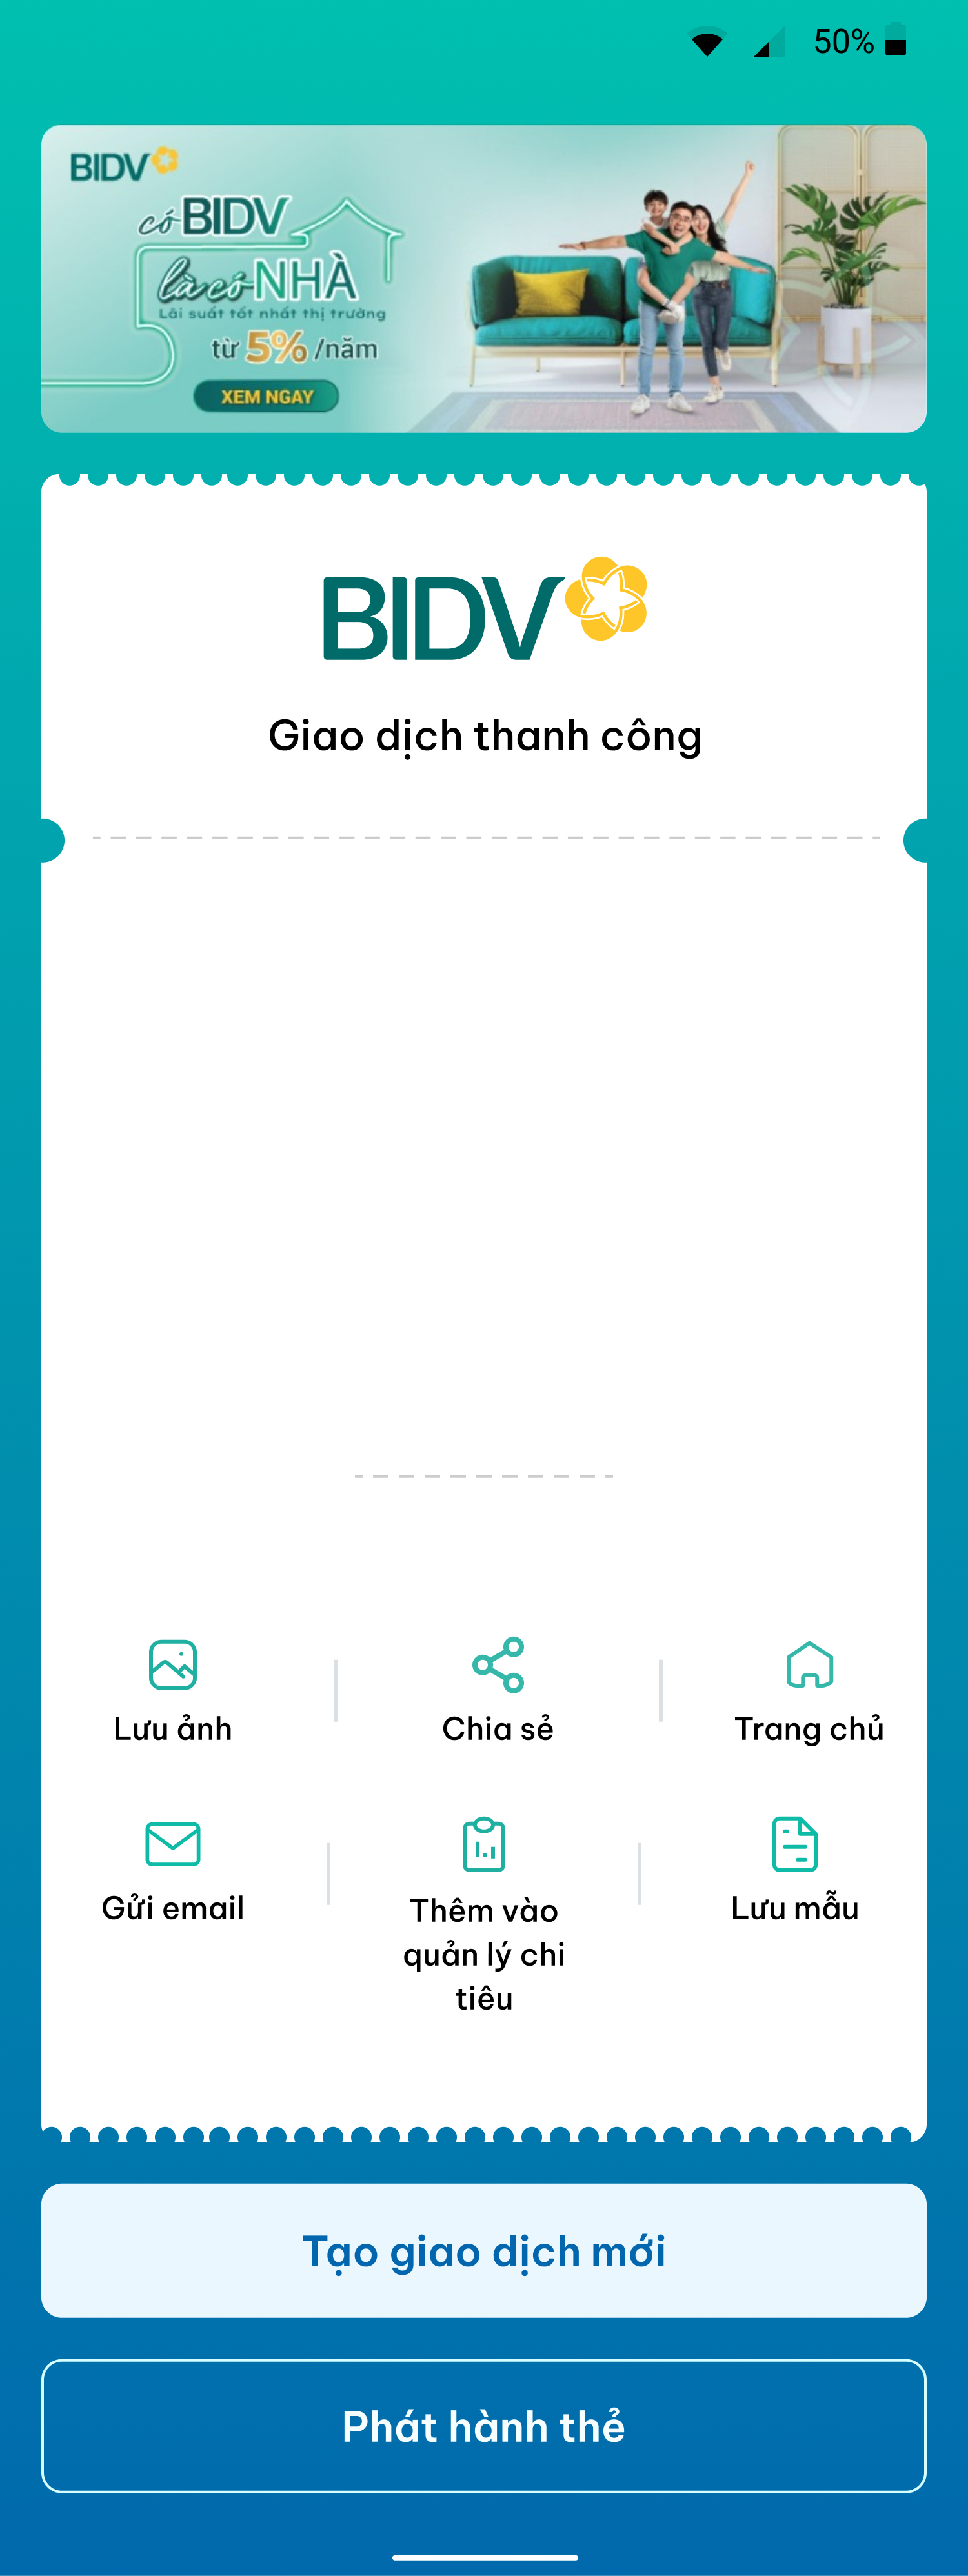 50%
BIDV
có BIDV
là có NHÀ
Lãi suất tốt nhất thị trường
từ 5% /năm
XEM NGAY
BIDV
Giao dịch thanh công
Lưu ảnh
Chia sẻ
Trang chủ
Gửi email
Thêm vào
quản lý chi
tiêu
Lưu mẫu
Tạo giao dịch mới
Phát hành thẻ